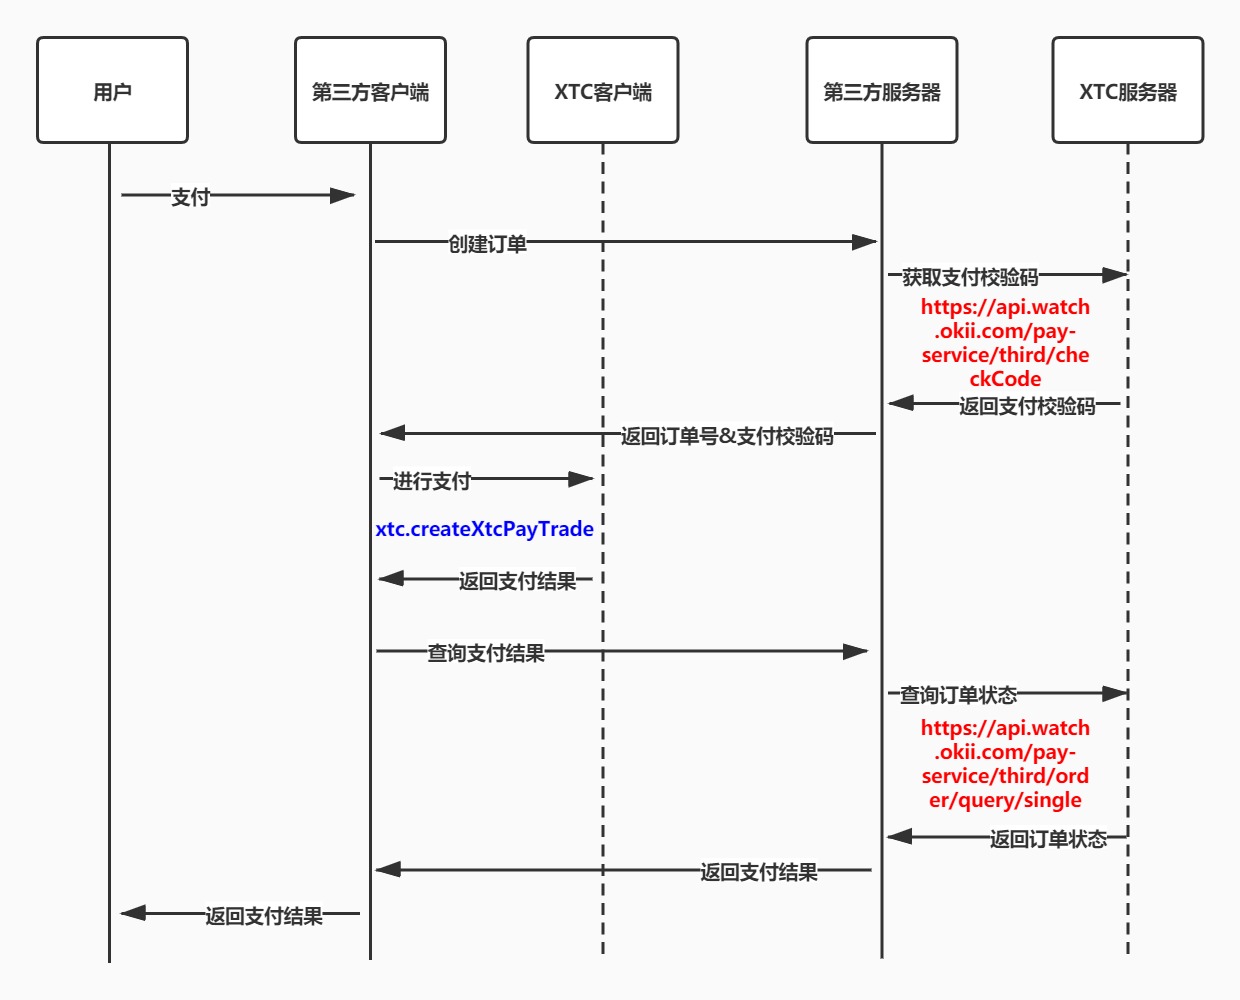 用户
第三方客户端
XTC客户端
第三方服务器
XTC服务器
支付
创建订单
获取支付校验码
https://api.watch
.okii.com/pay-
service/third/che
ckCode
返回支付校验码
返回订单号&支付校验码
进行支付
xtc.createXtcPayTrade
返回支付结果
查询支付结果
查询订单状态
https://api.watch
.okii.com/pay-
service/third/ord
er/query/single
返回订单状态
返回支付结果
返回支付结果